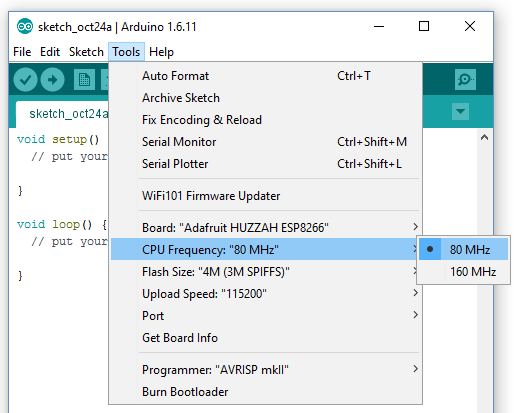 sketch_oct24a | Arduino 1.6.11
File Edit Sketch Tools Help
sketch_oct24a
void setup()
// put your
}
void loop() {
// put your
}
Auto Format Ctrl+T
Archive Sketch
Fix Encoding & Reload
Serial Monitor Ctrl+Shift+M
Serial Plotter Ctrl+Shift+L
WiFi101 Firmware Updater
Board: "Adafruit HUZZAH ESP8266"
CPU Frequency: "80 MHz"
Flash Size: "4M (3M SPIFFS)"
Upload Speed: "115200"
Port
Get Board Info
Programmer: "AVRISP mkII"
Burn Bootloader
80 MHz
160 MHz